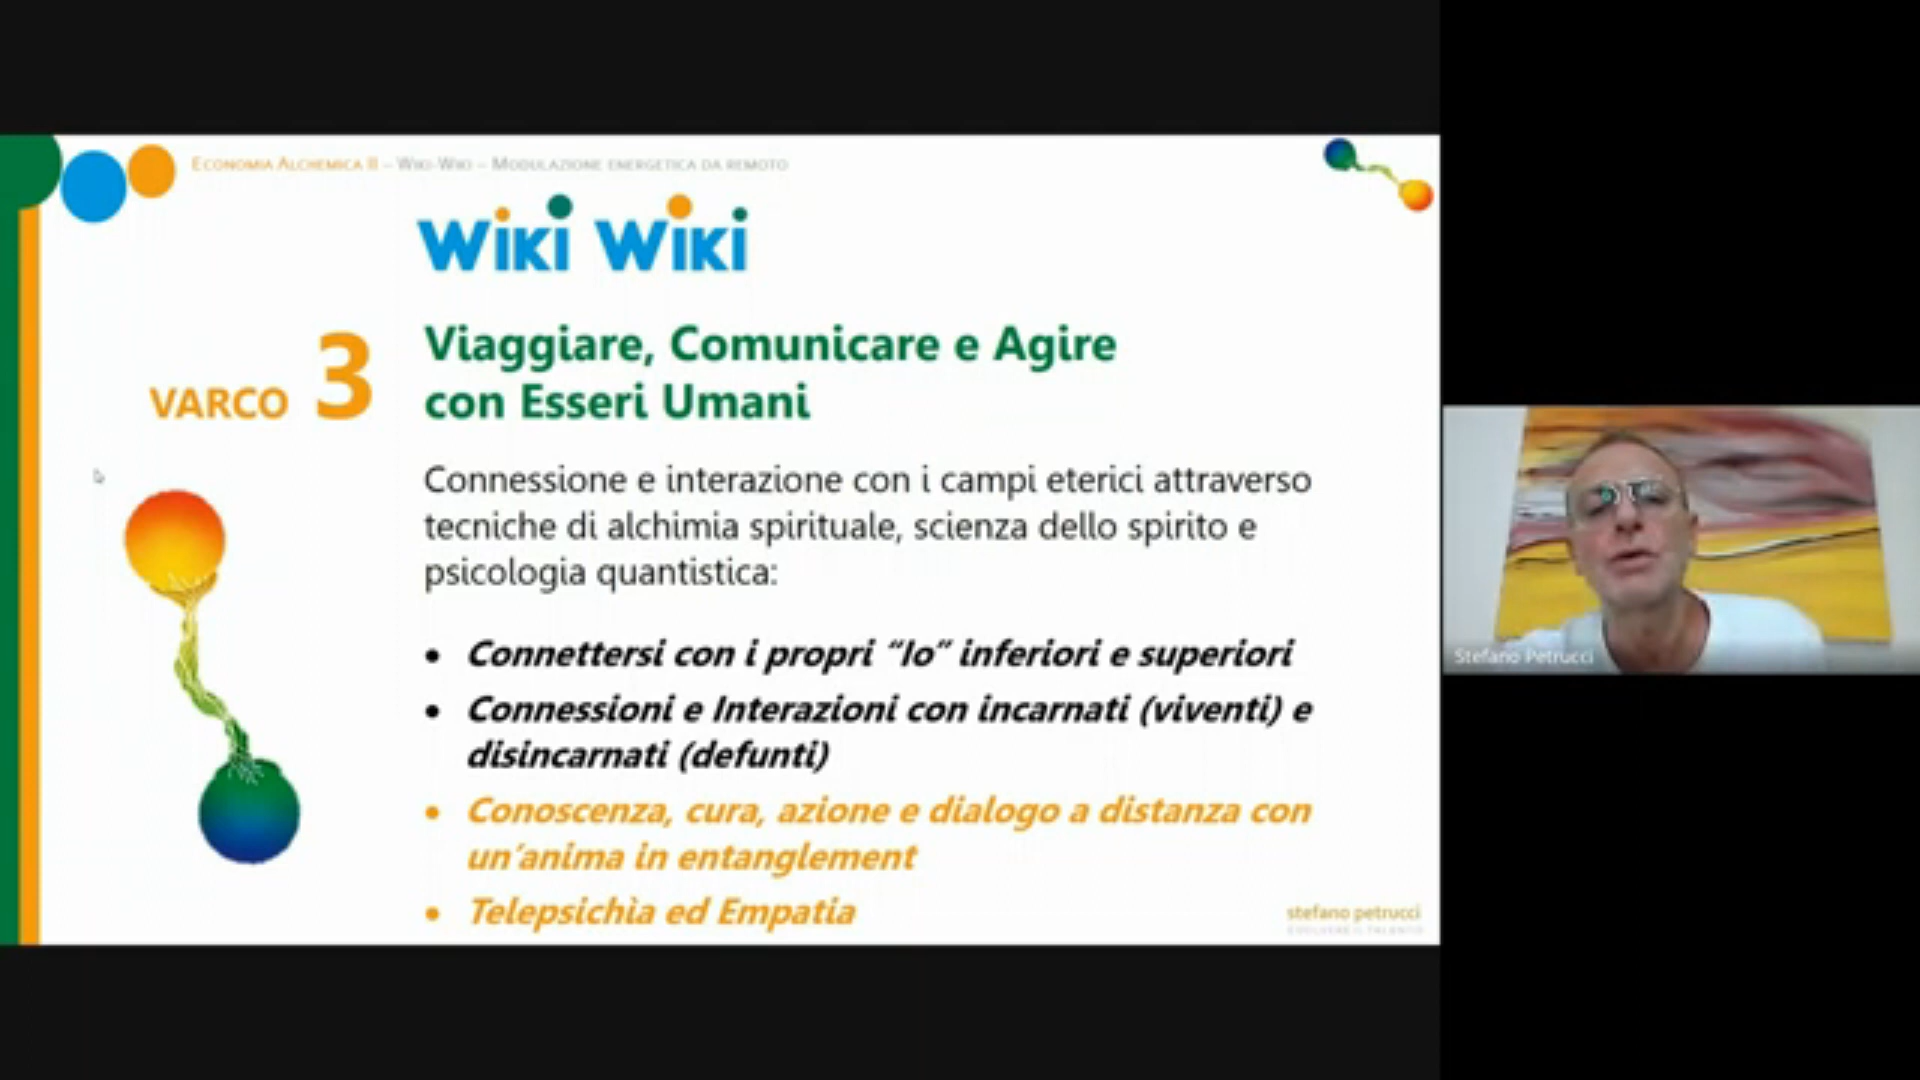 Economia Alchemica II – Wiki-Wiki – Modulazione energetica da remoto
Wiki Wiki
VARCO 3
Viaggiare, Comunicare e Agire
con Esseri Umani
Connessione e interazione con i campi eterici attraverso
tecniche di alchimia spirituale, scienza dello spirito e
psicologia quantistica:
• Connettersi con i propri “Io” inferiori e superiori
• Connessioni e Interazioni con incarnati (viventi) e
disincarnati (defunti)
• Conoscenza, cura, azione e dialogo a distanza con
un’anima in entanglement
• Telepsichìa ed Empatia
stefano petrucci
Stefano Petrucci